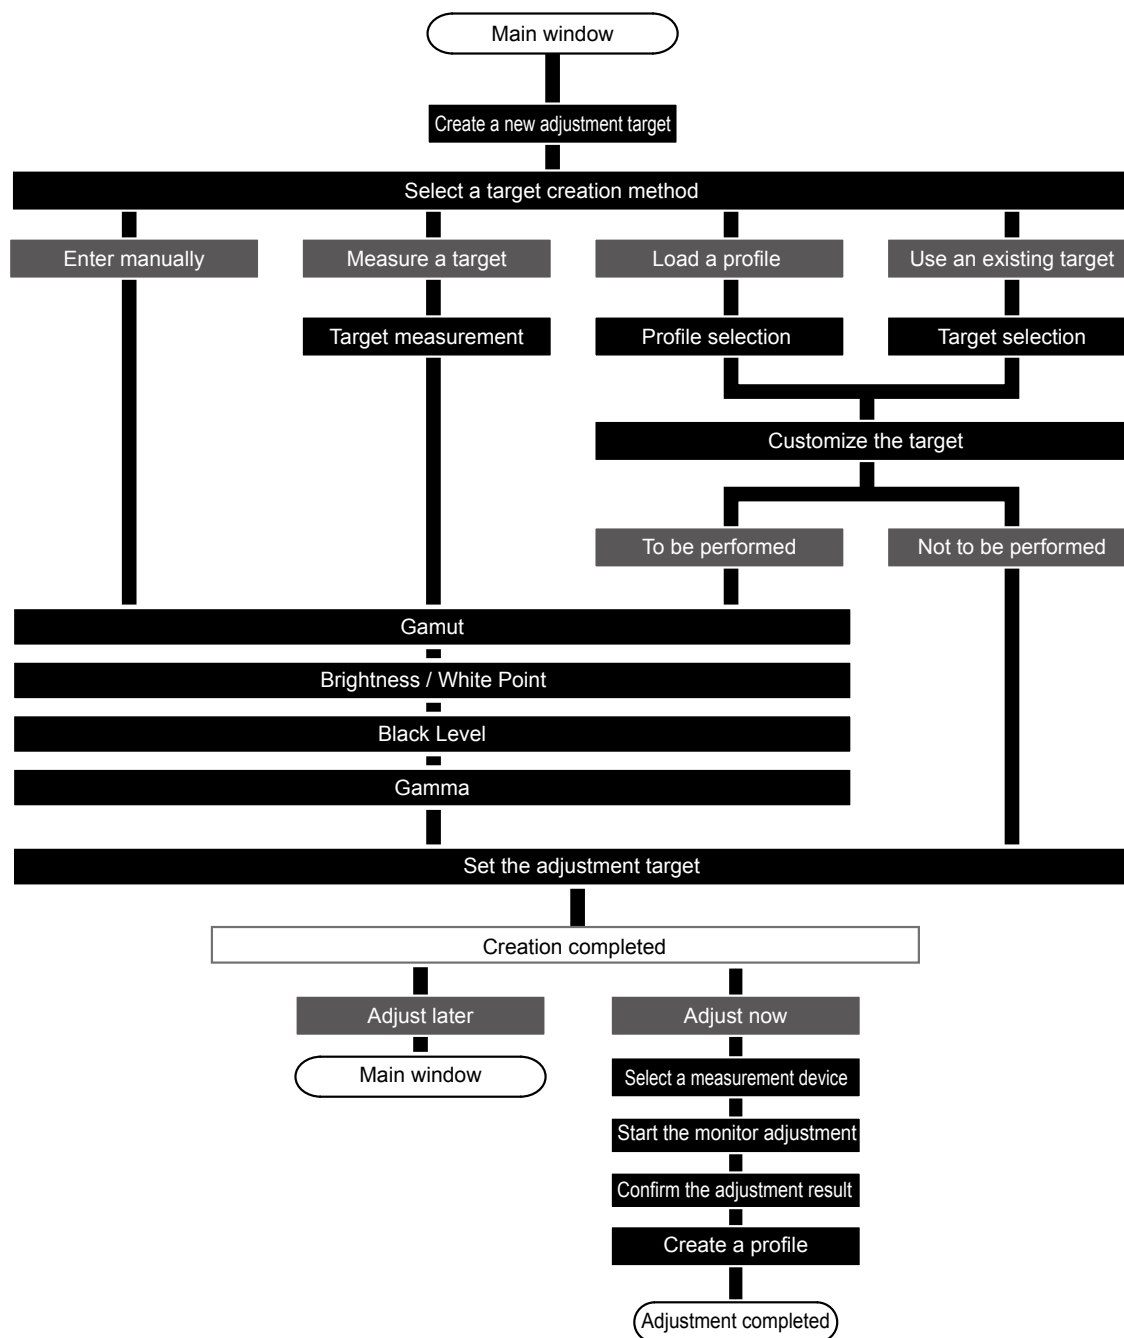 Main window
Create a new adjustment target
Select a target creation method
Enter manually
Measure a target
Load a profile
Use an existing target
Target measurement
Profile selection
Target selection
Customize the target
To be performed
Not to be performed
Gamut
Brightness / White Point
Black Level
Gamma
Set the adjustment target
Creation completed
Adjust later
Adjust now
Main window
Select a measurement device
Start the monitor adjustment
Confirm the adjustment result
Create a profile
Adjustment completed